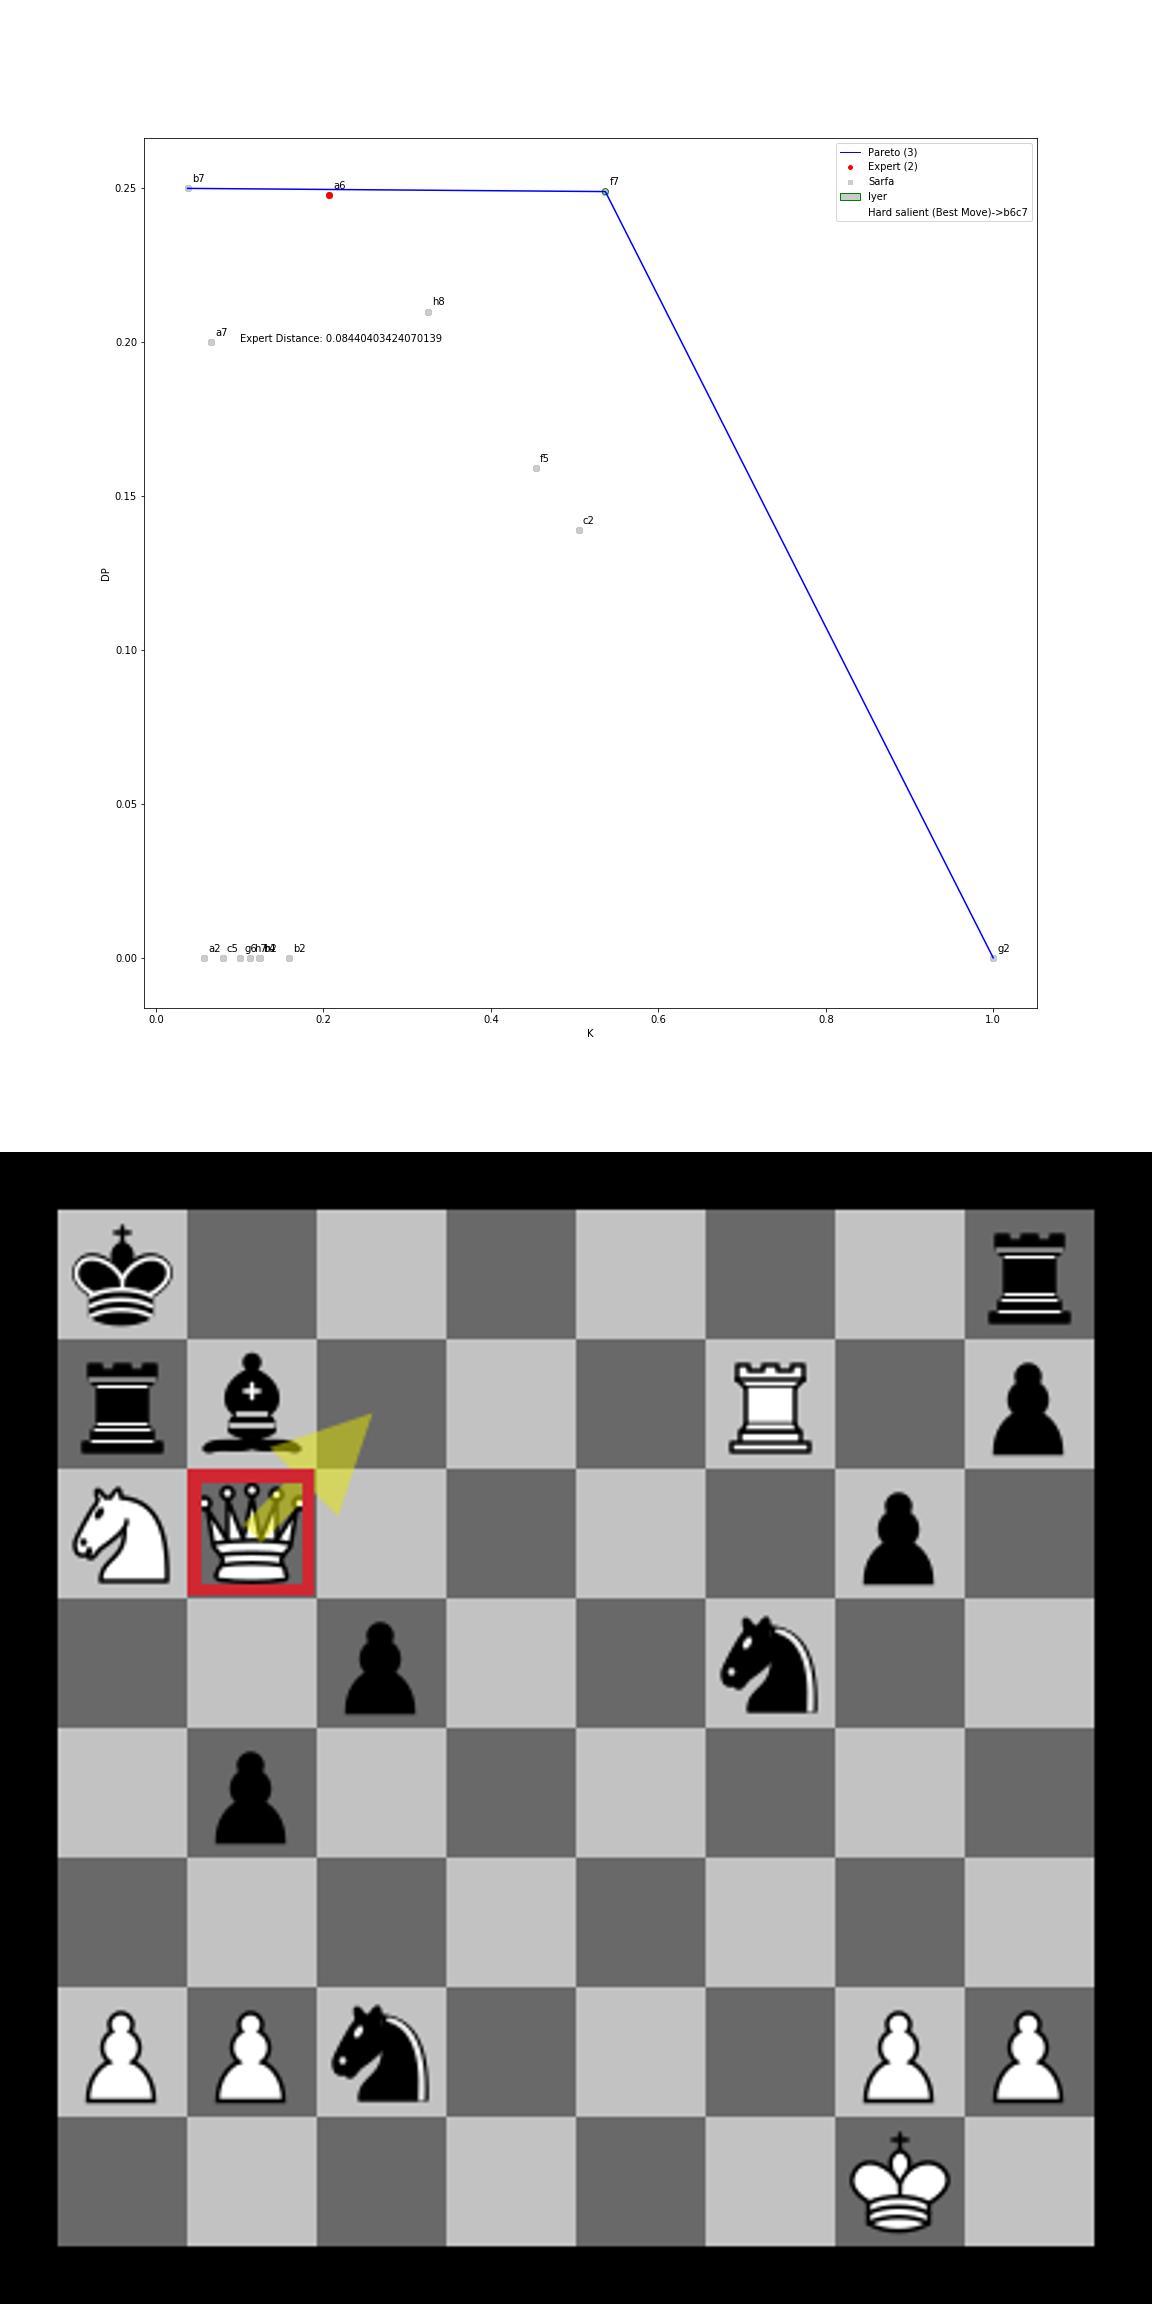 Pareto (3)
Expert (2)
Sarfa
Iyer
Hard salient (Best Move)->b6c7
b7
a6
f7
0.25
h8
a7
Expert Distance: 0.08440403424070139
0.20
f5
0.15
c2
DP
0.10
0.05
a2
c5
g6
h7
b2
g2
0.00
0.0
0.2
0.4
0.6
0.8
1.0
K